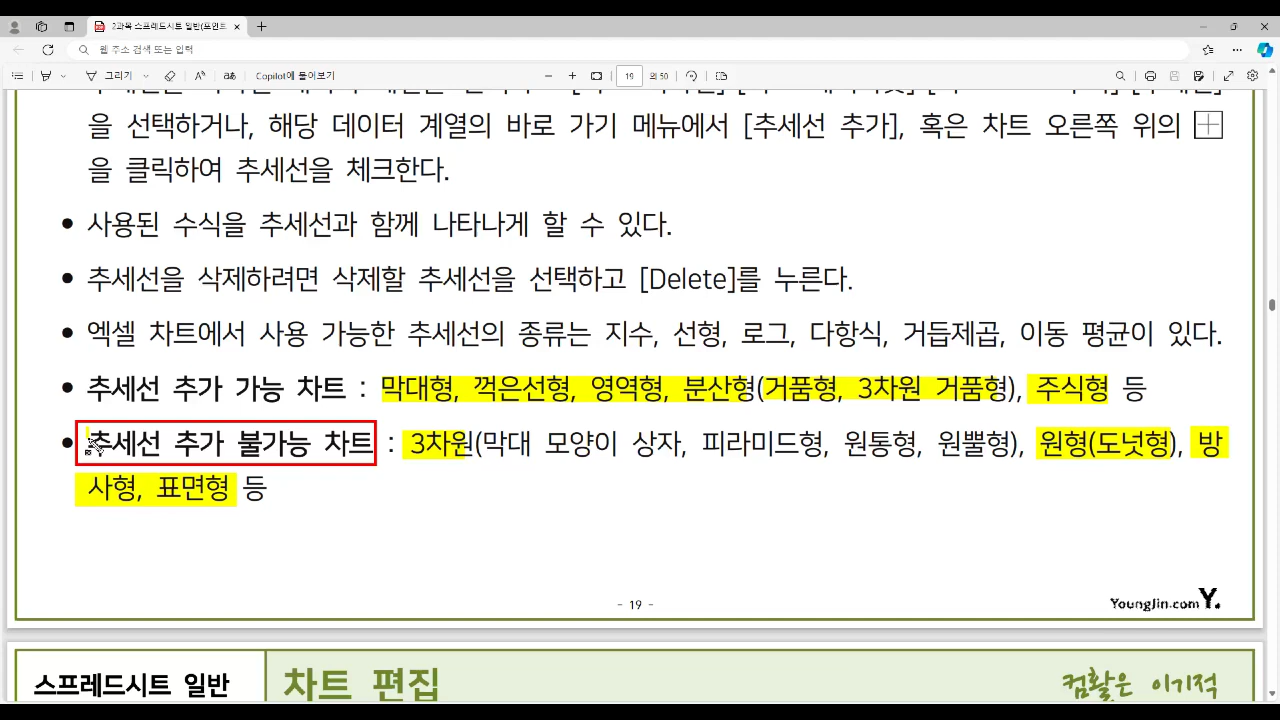 2과목 스프레드시트 일반(포인트
웹 주소 검색 또는 입력
그리기 Copilot에 물어보기 19 의 50
을 선택하거나, 해당 데이터 계열의 바로 가기 메뉴에서 [추세선 추가], 혹은 차트 오른쪽 위의
을 클릭하여 추세선을 체크한다.
• 사용된 수식을 추세선과 함께 나타나게 할 수 있다.
• 추세선을 삭제하려면 삭제할 추세선을 선택하고 [Delete]를 누른다.
• 엑셀 차트에서 사용 가능한 추세선의 종류는 지수, 선형, 로그, 다항식, 거듭제곱, 이동 평균이 있다.
• 추세선 추가 가능 차트 : 막대형, 꺽은선형, 영역형, 분산형(거품형, 3차원 거품형), 주식형 등
• 추세선 추가 불가능 차트 : 3차원(막대 모양이 상자, 피라미드형, 원통형, 원뿔형), 원형(도넛형), 방
사형, 표면형 등
- 19 -
YoungJin.com Y.
스프레드시트 일반
차트 편집
컴활은 이기적